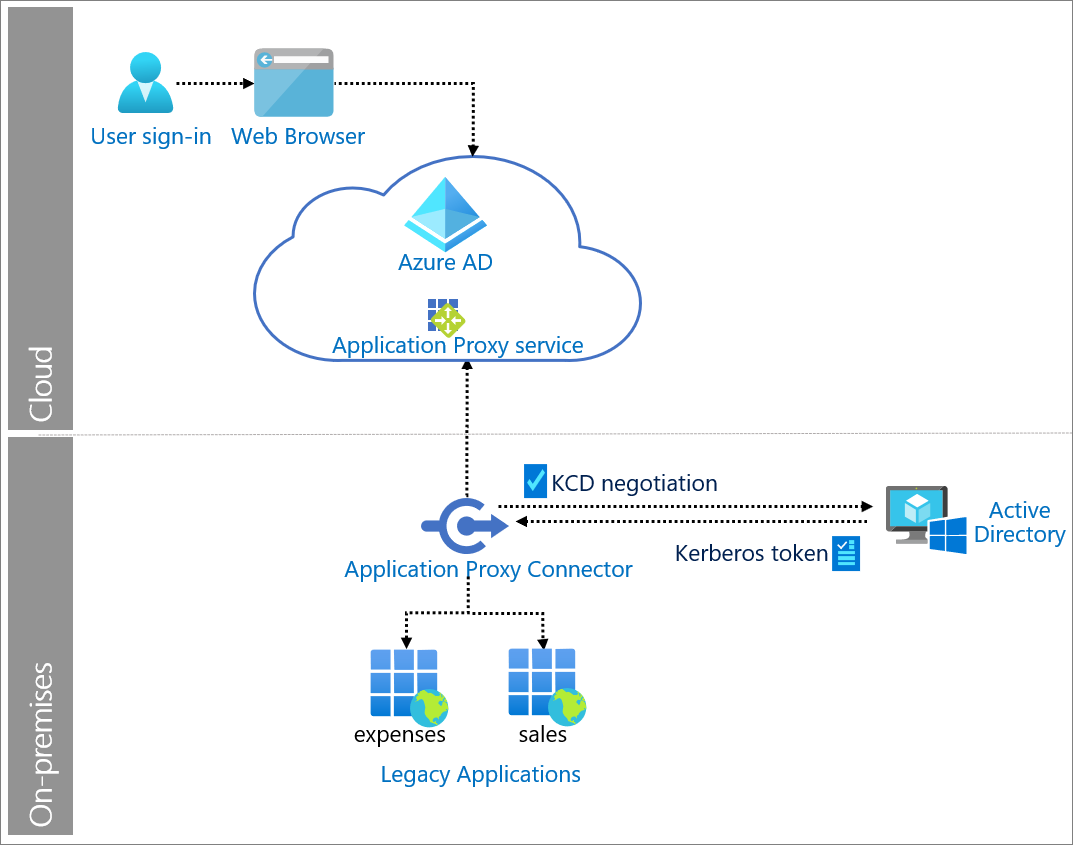 User sign-in
Web Browser
Azure AD
Application Proxy service
Cloud
KCD negotiation
Active
Directory
Kerberos token
Application Proxy Connector
expenses
sales
Legacy Applications
On-premises